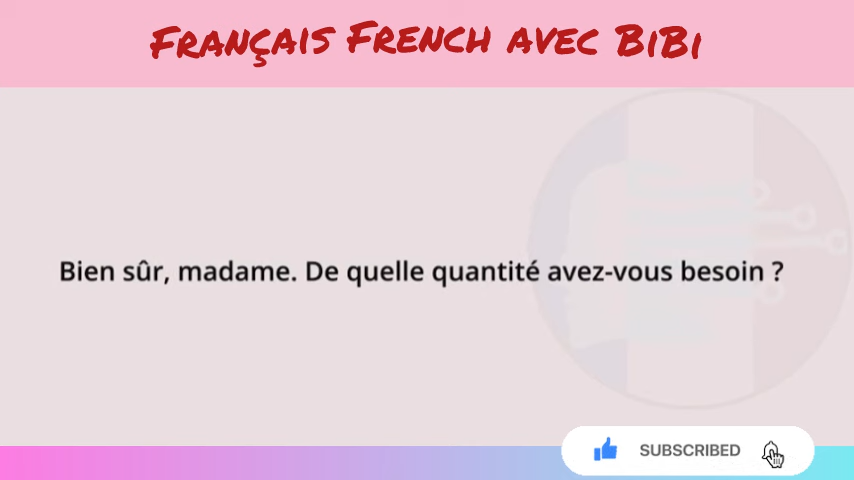 Français French avec BiBi
Bien sûr, madame. De quelle quantité avez-vous besoin ?
SUBSCRIBED